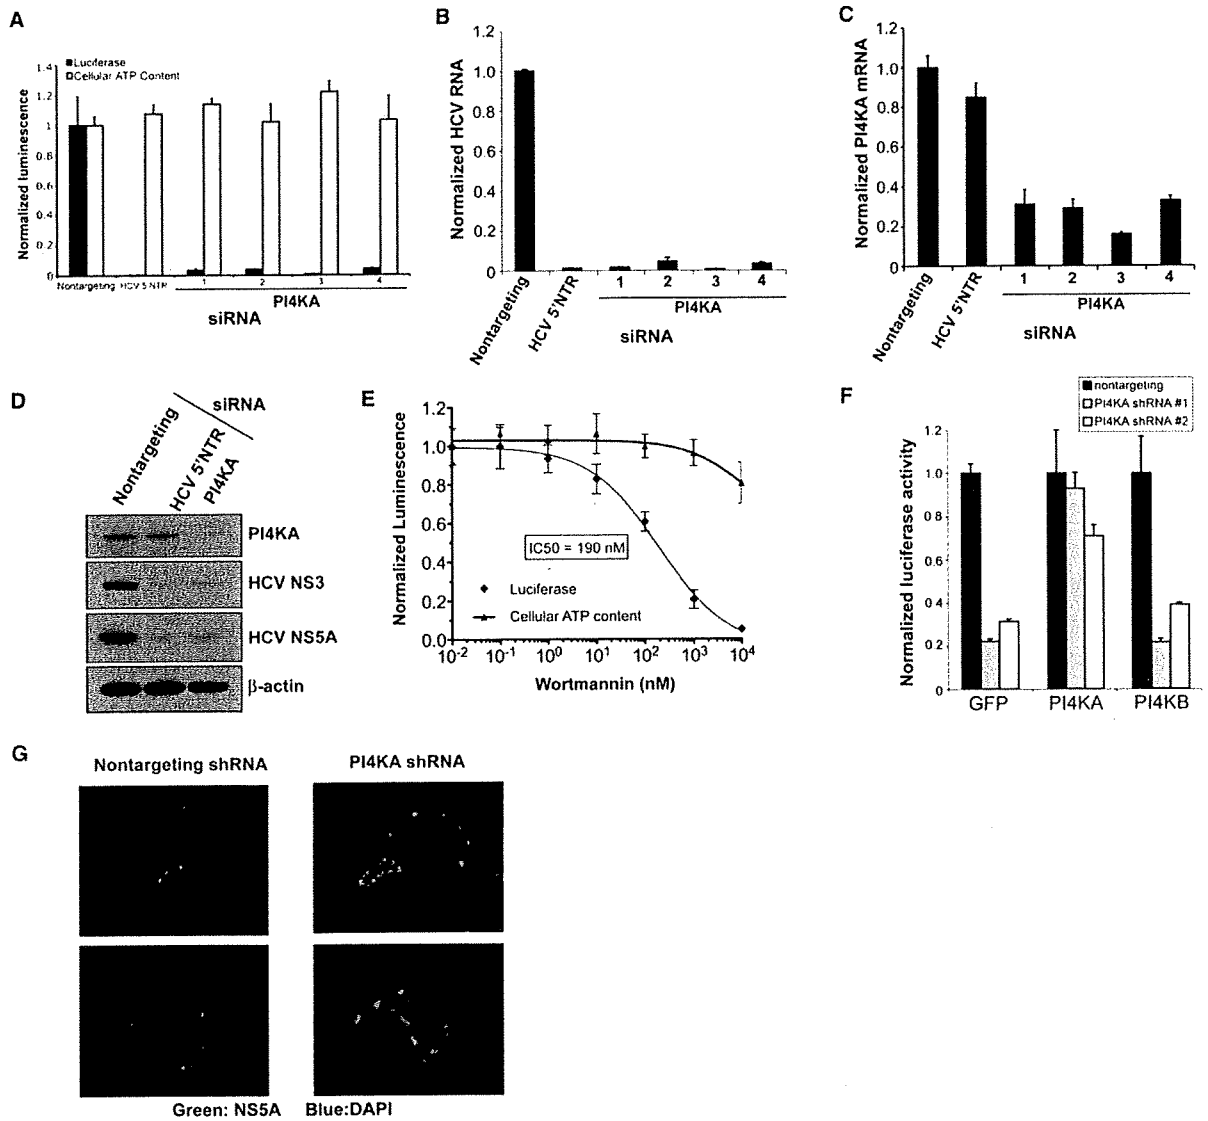 A
Luciferase
Cellular ATP Content
Normalized luminescence
1.4
1.2
1
0.8
0.6
0.4
0.2
0
Nontargeting HCV 5'NTR 1 2 3 4
PI4KA
siRNA
B
Normalized HCV RNA
1.2
1.0
0.8
0.6
0.4
0.2
0
Nontargeting
HCV 5'NTR
1 2 3 4
PI4KA
siRNA
C
Normalized PI4KA mRNA
1.2
1.0
0.8
0.6
0.4
0.2
0
Nontargeting
HCV 5'NTR
1 2 3 4
PI4KA
siRNA
D
siRNA
Nontargeting
HCV 5'NTR
PI4KA
PI4KA
HCV NS3
HCV NS5A
β-actin
E
Normalized Luminescence
1.2
1.0
0.8
0.6
0.4
0.2
0.0
IC50 = 190 nM
Luciferase
Cellular ATP content
10-2 10-1 100 101 102 103 104
Wortmannin (nM)
F
nontargeting
PI4KA shRNA #1
PI4KA shRNA #2
Normalized luciferase activity
1.2
1.0
0.8
0.6
0.4
0.2
0
GFP PI4KA PI4KB
G
Nontargeting shRNA PI4KA shRNA
Green: NS5A Blue:DAPI